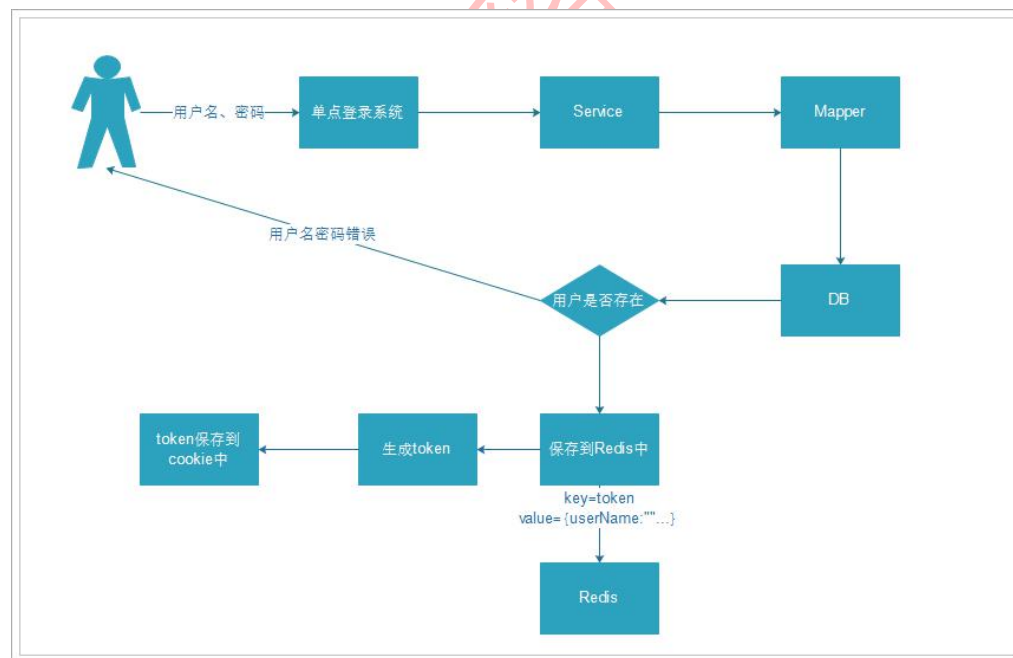 用户名、密码
单点登录系统
Service
Mapper
用户名密码错误
用户是否存在
DB
token保存到
cookie中
生成token
保存到Redis中
key=token
value= {userName:""...}
Redis